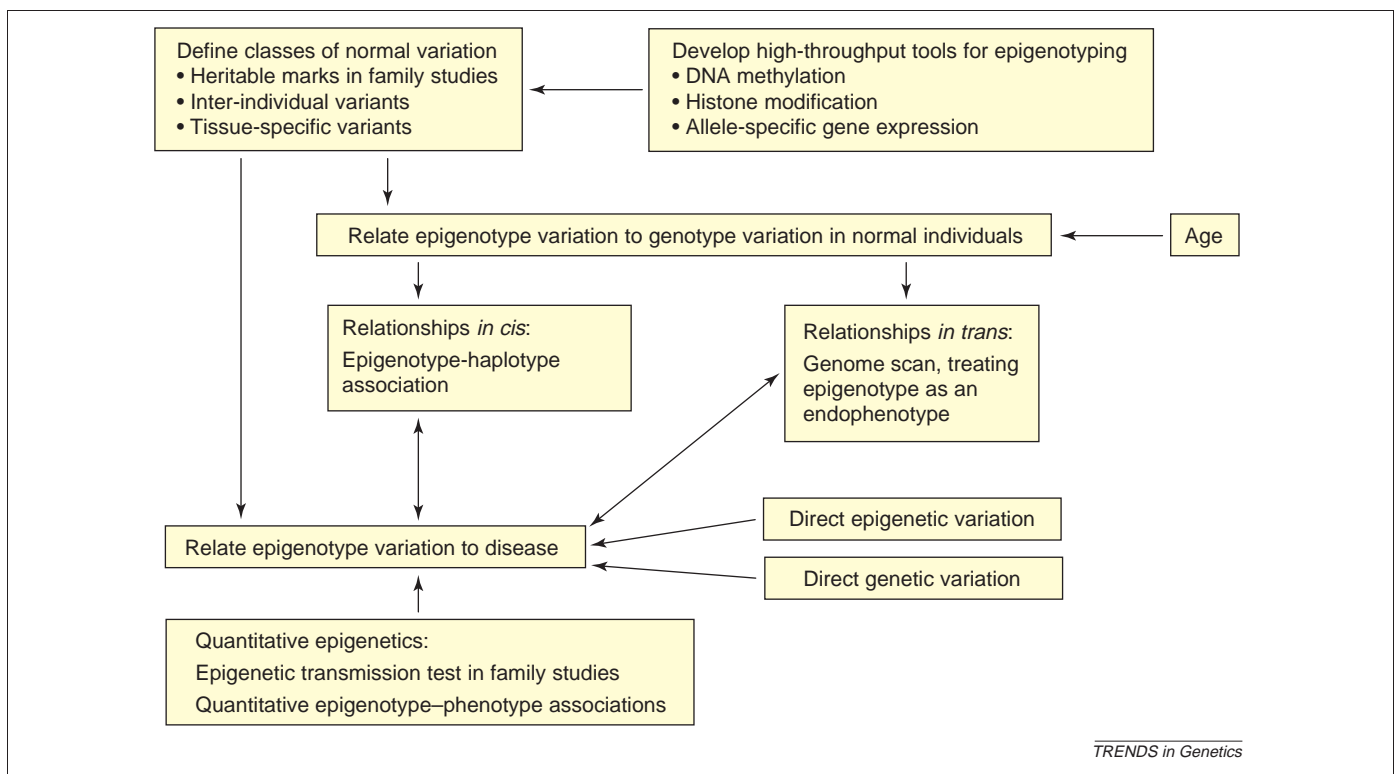 Define classes of normal variation
• Heritable marks in family studies
• Inter-individual variants
• Tissue-specific variants
Develop high-throughput tools for epigenotyping
• DNA methylation
• Histone modification
• Allele-specific gene expression
Relate epigenotype variation to genotype variation in normal individuals
Age
Relationships in cis:
Epigenotype-haplotype
association
Relationships in trans:
Genome scan, treating
epigenotype as an
endophenotype
Direct epigenetic variation
Relate epigenotype variation to disease
Direct genetic variation
Quantitative epigenetics:
Epigenetic transmission test in family studies
Quantitative epigenotype–phenotype associations
TRENDS in Genetics